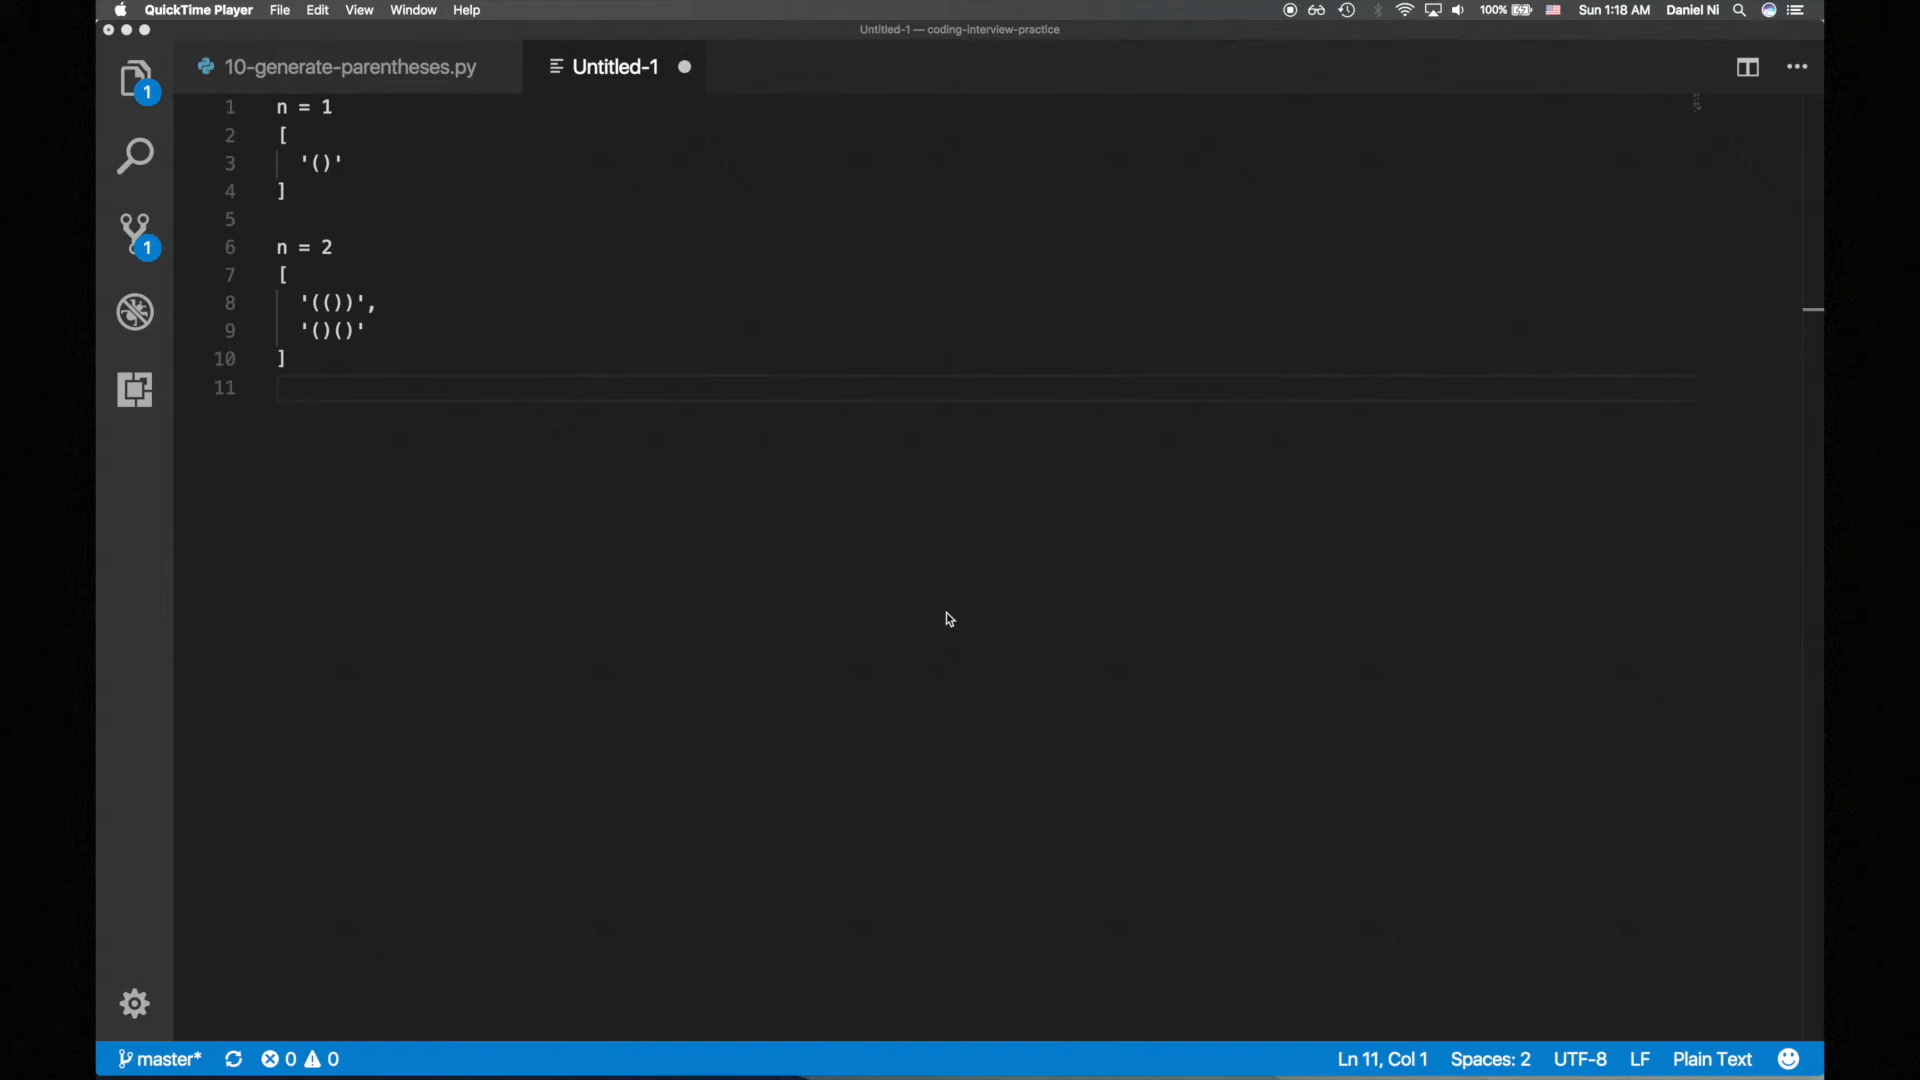 QuickTime Player File Edit View Window Help 100% Sun 1:18 AM Daniel Ni
Untitled-1 — coding-interview-practice
10-generate-parentheses.py Untitled-1
1 n = 1
2 [
3 '()'
4 ]
5
6 n = 2
7 [
8 '(())',
9 '()()'
10 ]
11
1
1
master* 0 0 Ln 11, Col 1 Spaces: 2 UTF-8 LF Plain Text